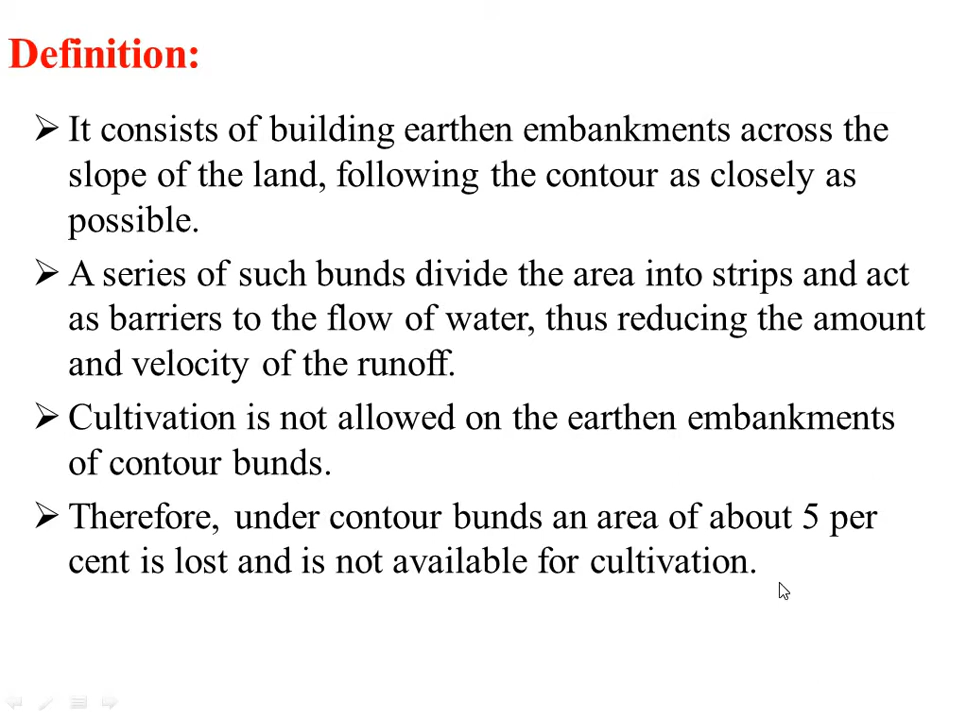 Definition:
➢ It consists of building earthen embankments across the
slope of the land, following the contour as closely as
possible.
➢ A series of such bunds divide the area into strips and act
as barriers to the flow of water, thus reducing the amount
and velocity of the runoff.
➢ Cultivation is not allowed on the earthen embankments
of contour bunds.
➢ Therefore, under contour bunds an area of about 5 per
cent is lost and is not available for cultivation.